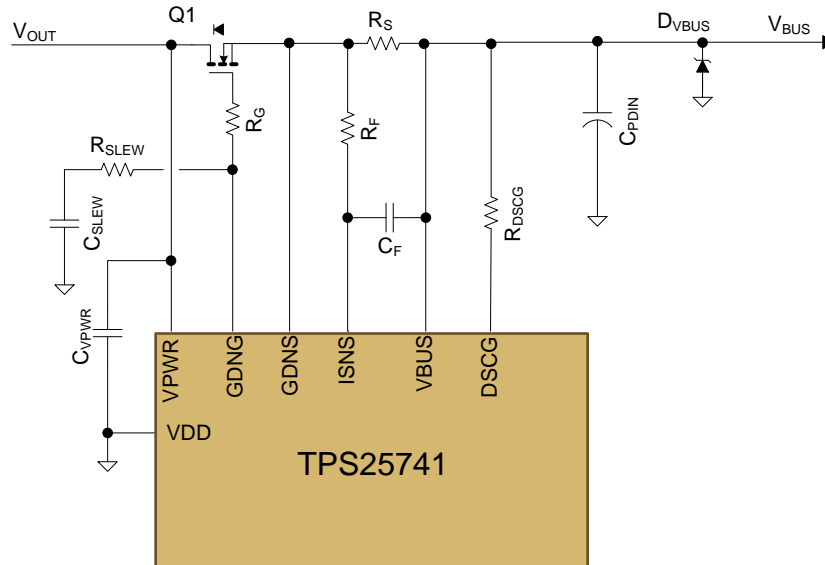 Q1
RS
DVBUS
VBUS
VOUT
RG
RF
CPDIN
RSLEW
CSLEW
CF
RDSCG
CVPWR
VPWR
GDNG
GDNS
ISNS
VBUS
DSCG
VDD
TPS25741